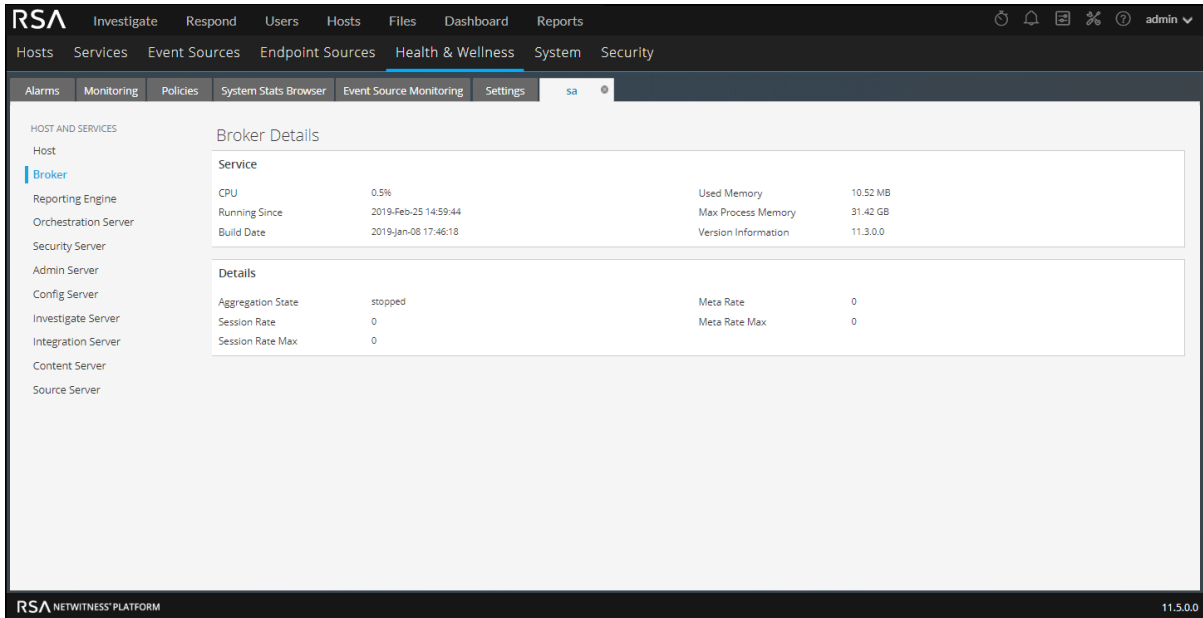 RSA Investigate Respond Users Hosts Files Dashboard Reports admin
Hosts Services Event Sources Endpoint Sources Health & Wellness System Security
Alarms Monitoring Policies System Stats Browser Event Source Monitoring Settings sa
HOST AND SERVICES
Host
Broker
Reporting Engine
Orchestration Server
Security Server
Admin Server
Config Server
Investigate Server
Integration Server
Content Server
Source Server
Broker Details
Service
CPU 0.5% Used Memory 10.52 MB
Running Since 2019-Feb-25 14:59:44 Max Process Memory 31.42 GB
Build Date 2019-Jan-08 17:46:18 Version Information 11.3.0.0
Details
Aggregation State stopped Meta Rate 0
Session Rate 0 Meta Rate Max 0
Session Rate Max 0
RSA NETWITNESS® PLATFORM 11.5.0.0